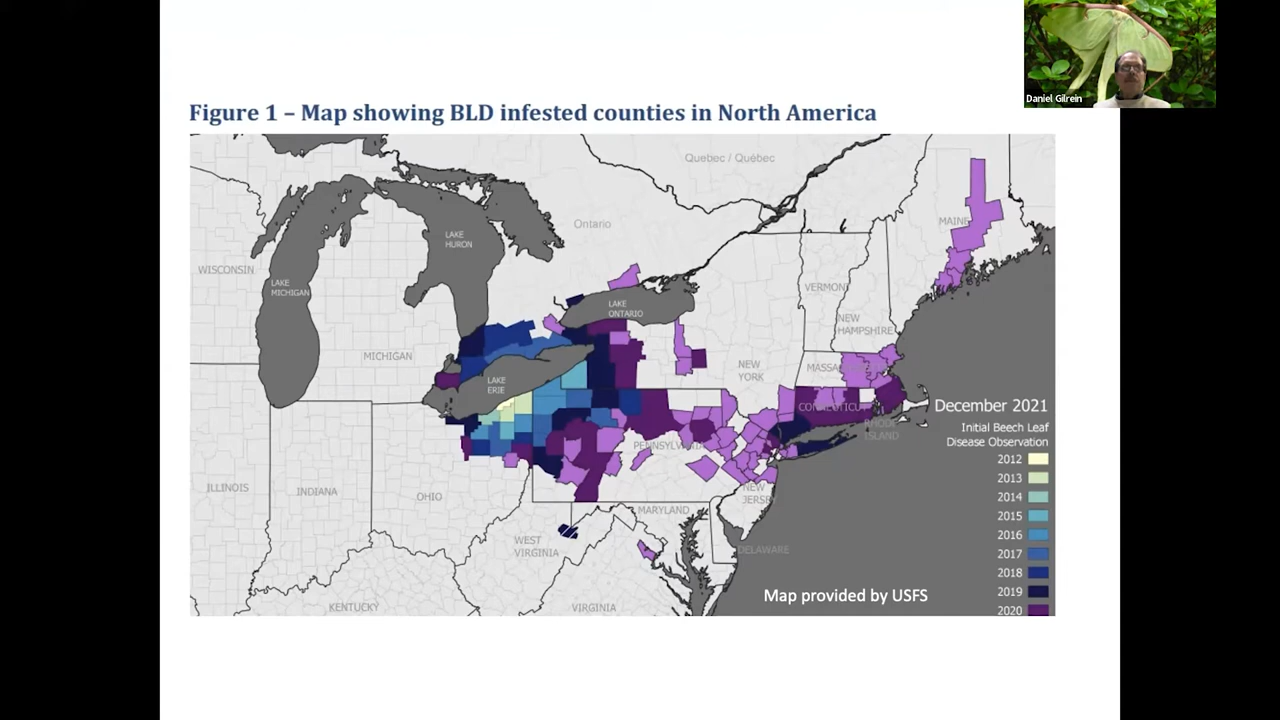 Daniel Gilrein
Figure 1 – Map showing BLD infested counties in North America
Quebec / Québec
Ontario
MAINE
LAKE
HURON
WISCONSIN
LAKE
MICHIGAN
LAKE
ONTARIO
VERMONT
NEW
HAMPSHIRE
MICHIGAN
NEW
YORK
MASSA
LAKE
ERIE
CONNECTICUT
RHODE
ISLAND
PENNSYLVANIA
ILLINOIS
INDIANA
OHIO
NEW
JERSEY
MARYLAND
WEST
VIRGINIA
DELAWARE
KENTUCKY
VIRGINIA
December 2021
Initial Beech Leaf
Disease Observation
2012
2013
2014
2015
2016
2017
2018
2019
2020
Map provided by USFS